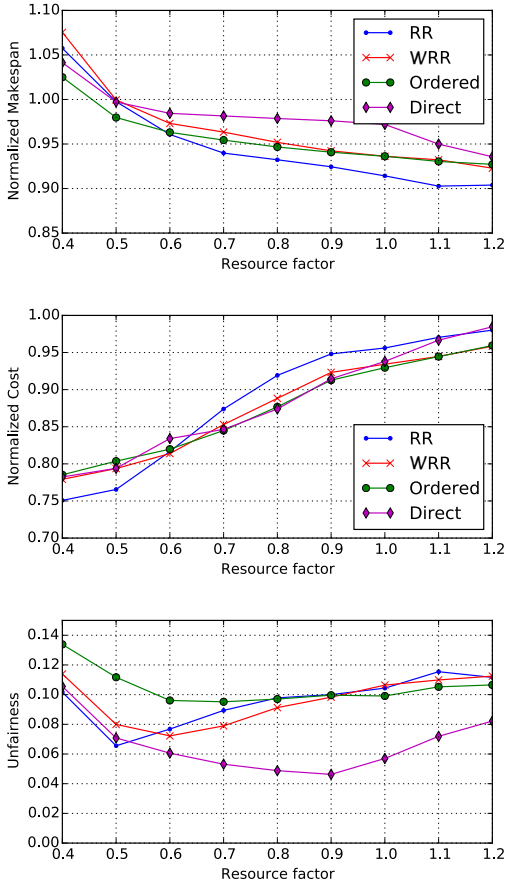 1.10
1.05
1.00
0.95
0.90
0.85
Normalized Makespan
RR
WRR
Ordered
Direct
0.4 0.5 0.6 0.7 0.8 0.9 1.0 1.1 1.2
Resource factor
1.00
0.95
0.90
0.85
0.80
0.75
0.70
Normalized Cost
RR
WRR
Ordered
Direct
0.4 0.5 0.6 0.7 0.8 0.9 1.0 1.1 1.2
Resource factor
0.14
0.12
0.10
0.08
0.06
0.04
0.02
0.00
Unfairness
0.4 0.5 0.6 0.7 0.8 0.9 1.0 1.1 1.2
Resource factor